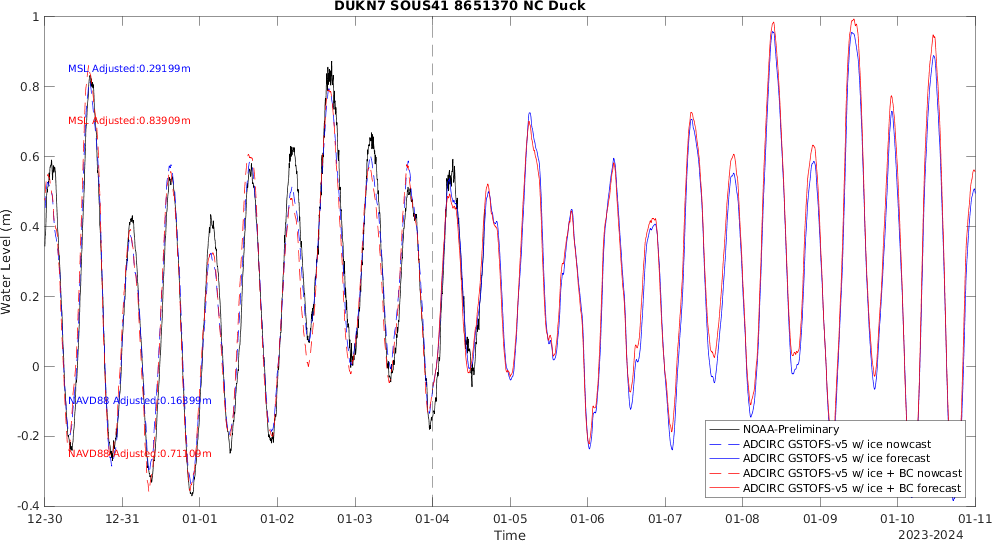 DUKN7 SOUS41 8651370 NC Duck
1
0.8
0.6
0.4
0.2
0
-0.2
-0.4
Water Level (m)
MSL Adjusted:0.29199m
MSL Adjusted:0.83909m
NAVD88 Adjusted:0.16399m
NAVD88 Adjusted:0.71109m
NOAA-Preliminary
ADCIRC GSTOFS-v5 w/ ice nowcast
ADCIRC GSTOFS-v5 w/ ice forecast
ADCIRC GSTOFS-v5 w/ ice + BC nowcast
ADCIRC GSTOFS-v5 w/ ice + BC forecast
12-30 12-31 01-01 01-02 01-03 01-04 01-05 01-06 01-07 01-08 01-09 01-10 01-11
Time
2023-2024